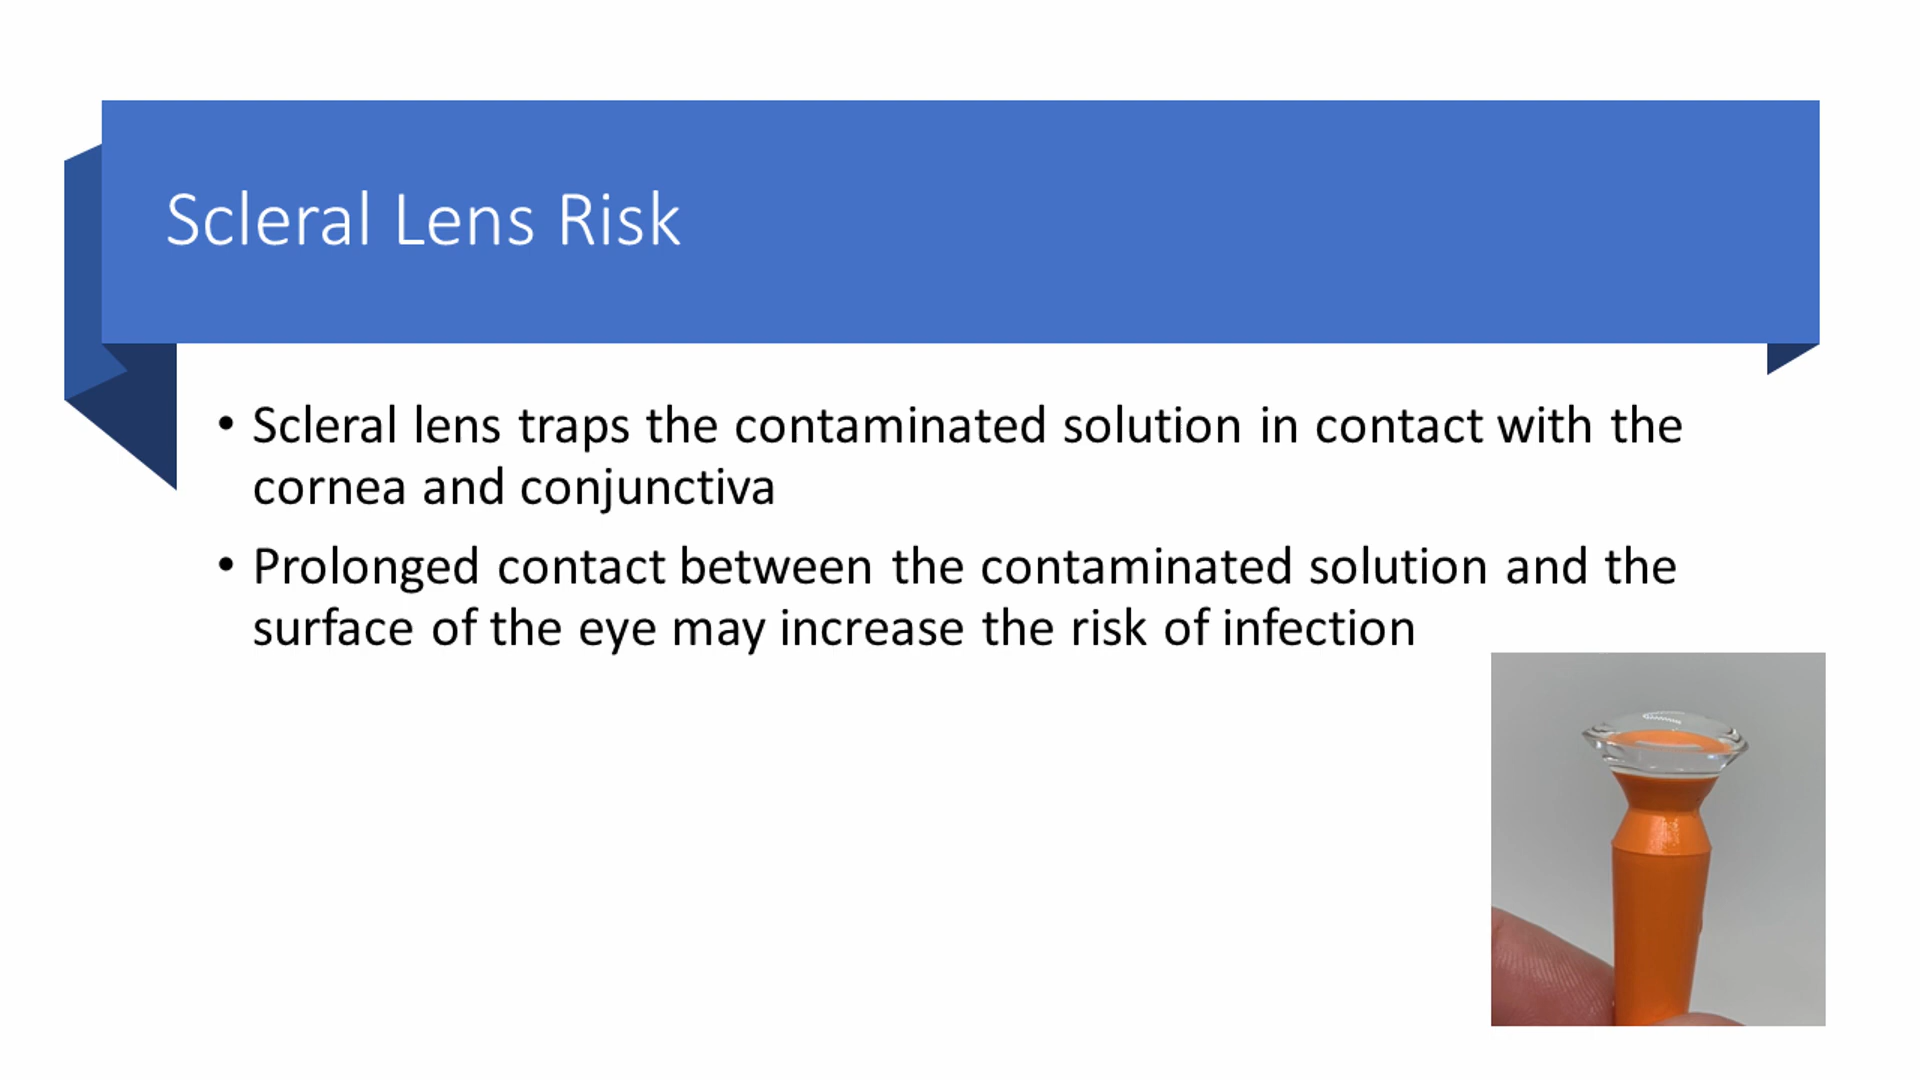 Scleral Lens Risk
• Scleral lens traps the contaminated solution in contact with the
cornea and conjunctiva
• Prolonged contact between the contaminated solution and the
surface of the eye may increase the risk of infection